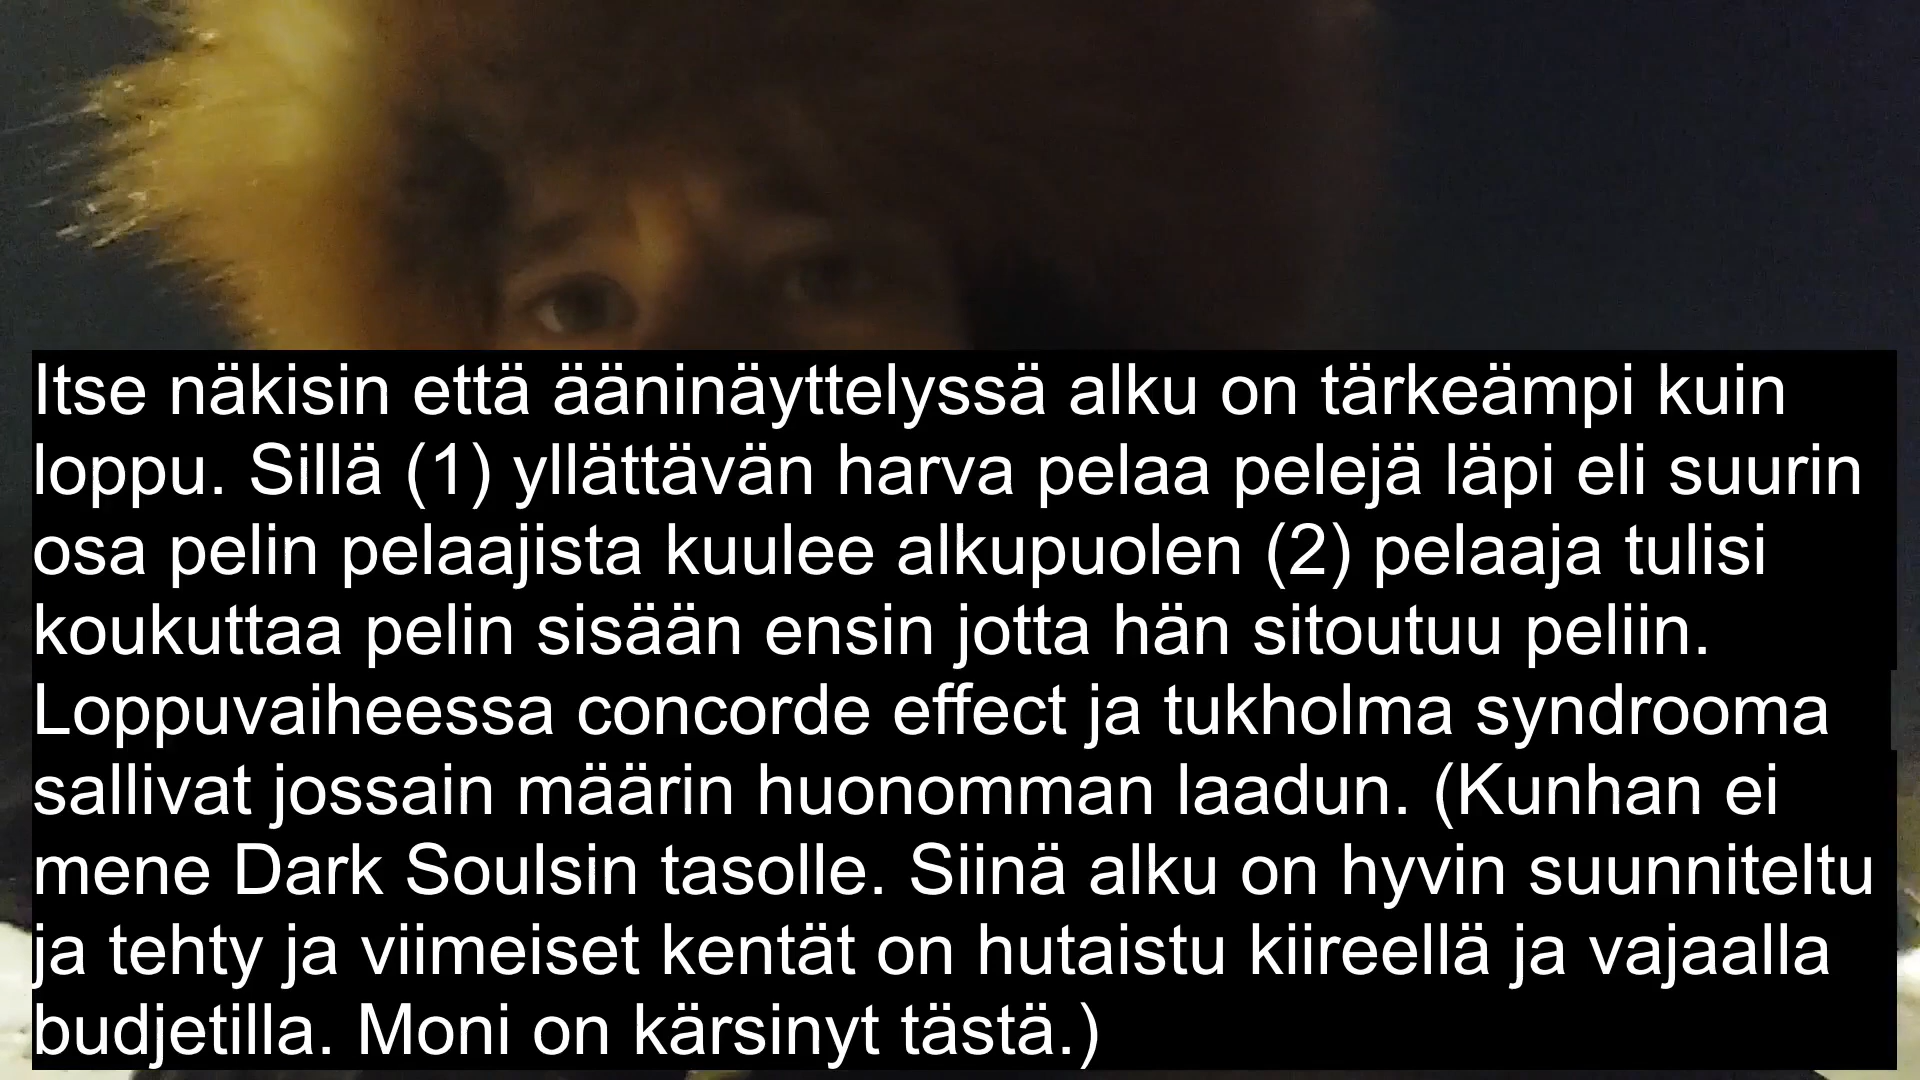 Itse näkisin että ääninäyttelyssä alku on tärkeämpi kuin
loppu. Sillä (1) yllättävän harva pelaa pelejä läpi eli suurin
osa pelin pelaajista kuulee alkupuolen (2) pelaaja tulisi
koukuttaa pelin sisään ensin jotta hän sitoutuu peliin.
Loppuvaiheessa concorde effect ja tukholma syndrooma
sallivat jossain määrin huonomman laadun. (Kunhan ei
mene Dark Soulsin tasolle. Siinä alku on hyvin suunniteltu
ja tehty ja viimeiset kentät on hutaistu kiireellä ja vajaalla
budjetilla. Moni on kärsinyt tästä.)